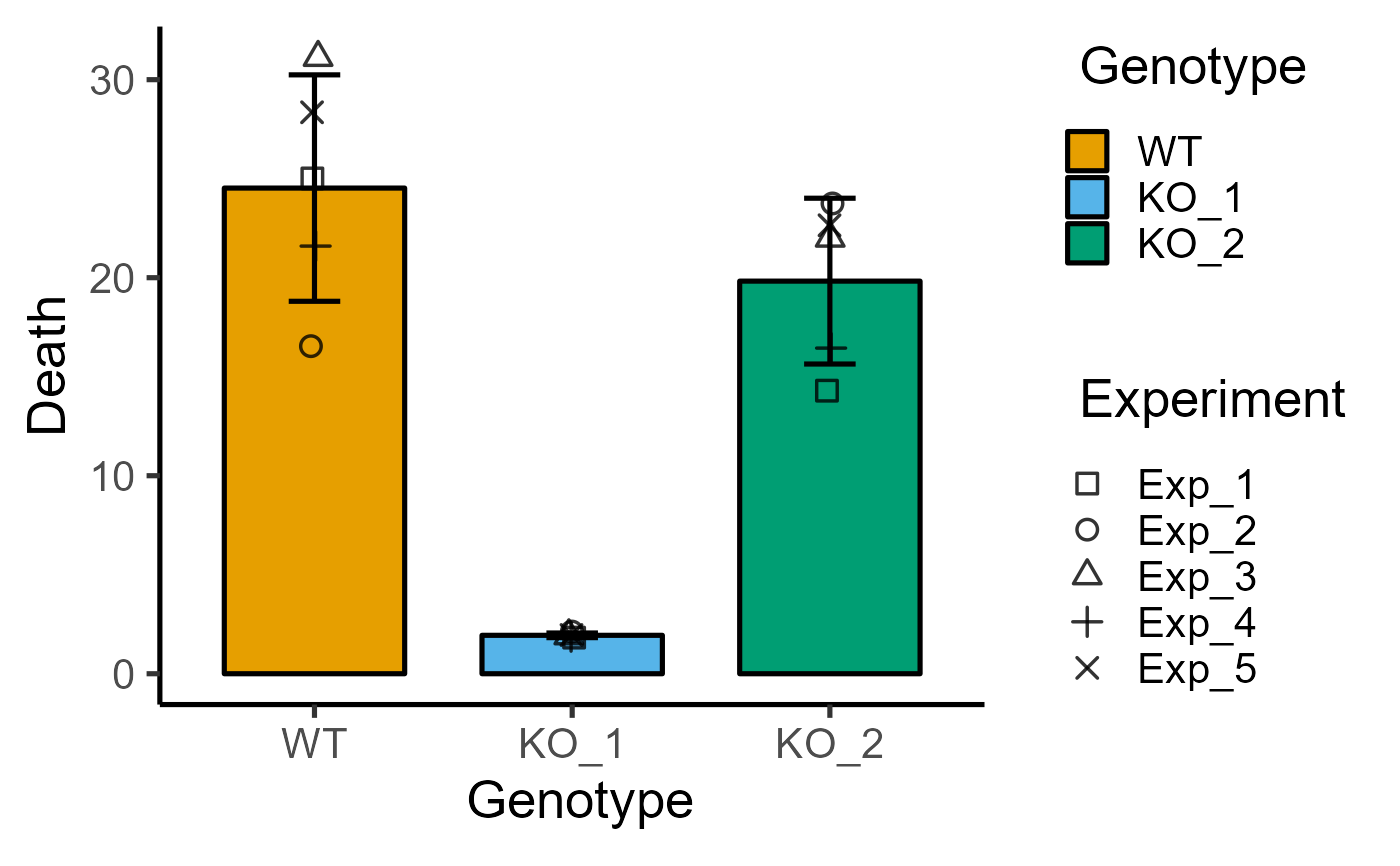 Death
30
20
10
0
WT
KO_1
KO_2
Genotype
Genotype
WT
KO_1
KO_2
Experiment
Exp_1
Exp_2
Exp_3
Exp_4
Exp_5